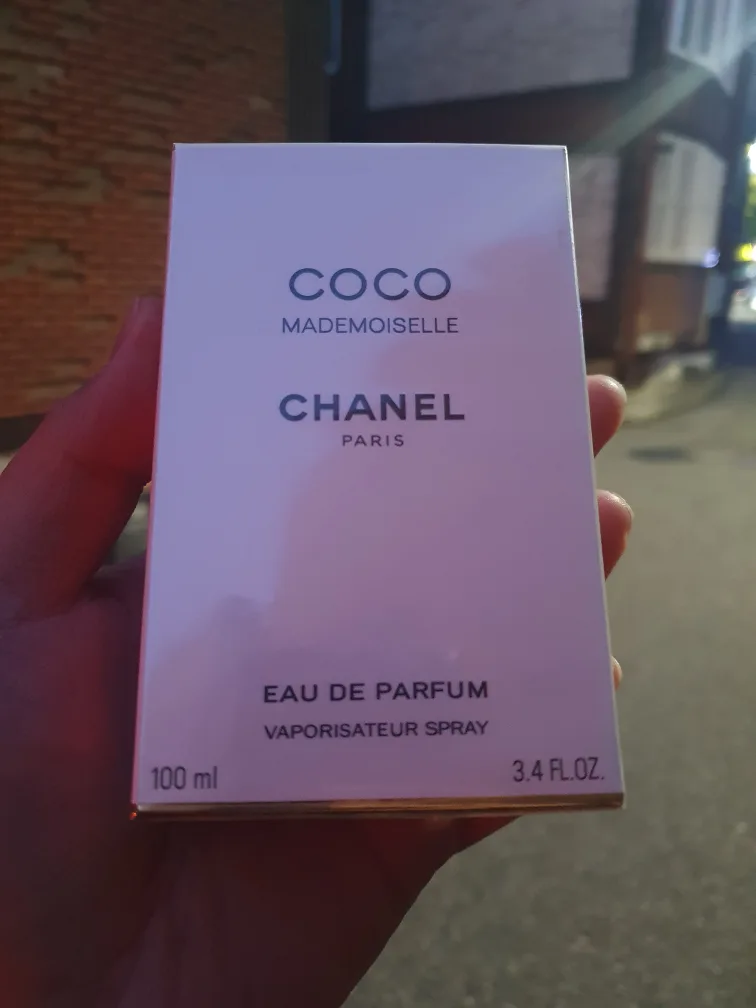 COCO
MADEMOISELLE
CHANEL
PARIS
EAU DE PARFUM
VAPORISATEUR SPRAY
100 ml 3.4 FL.OZ.